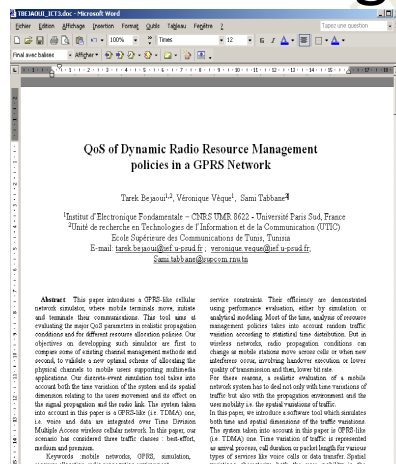 TBEJAOUI_ICT3.doc - Microsoft Word
Fichier Edition Affichage Insertion Format Outils Tableau Fenêtre ?
Tapez une question
100% Times 12 G I A A
Final avec balises Afficher
QoS of Dynamic Radio Resource Management
policies in a GPRS Network
Tarek Bejaoui1,2, Véronique Vèque1, Sami Tabbane2
1Institut d'Electronique Fondamentale – CNRS UMR 8622 - Université Paris Sud, France
2Unité de recherche en Technologies de l'Information et de la Communication (UTIC)
Ecole Supérieure des Communications de Tunis, Tunisia
E-mail: tarek.bejaoui@ief.u-psud.fr ; veronique.veque@ief.u-psud.fr,
Sami.tabbane@supcom.rnu.tn
Abstract This paper introduces a GPRS-like cellular
network simulator, where mobile terminals move, initiate
and terminate their communications. This tool aims at
evaluating the major QoS parameters in realistic propagation
conditions and for different resource allocation policies. Our
objectives on developing such simulator are first to
compare some of existing channel management methods and
second, to validate a new optimal scheme of allocating the
physical channels to mobile users supporting multimedia
applications. Our discrete-event simulation tool takes into
account both the time variation of the system and its spatial
dimension relating to the users movement and its effect on
the signal propagation and the radio link. The system taken
into account in this paper is a GPRS-like (i.e. TDMA) one,
i.e. voice and data are integrated over Time Division
Multiple Access wireless cellular network. In this paper, our
scenario has considered three traffic classes : best-effort,
medium and premium.
Keywords mobile networks, GPRS, simulation,
service constraints. Their efficiency are demonstrated
using performance evaluation, either by simulation or
analytical modeling. Most of the time, analysis of resource
management policies takes into account random traffic
variation according to statistical time distribution. But in
wireless networks, radio propagation conditions can
change as mobile stations move across cells or when new
interferers occur, involving handover execution or lower
quality of transmission and then, lower bit rate.
For these reasons, a realistic evaluation of a mobile
network system has to deal not only with time variations of
traffic but also with the propagation environment and the
uses mobility i.e. the spatial variations of traffic.
In this paper, we introduce a software tool which simulates
both time and spatial dimensions of the traffic variations.
The system taken into account in this paper is GPRS-like
(i.e. TDMA) one. Time variation of traffic is represented
as arrival process, call duration or packet length for various
types of services like voice calls or data transfer. Spatial